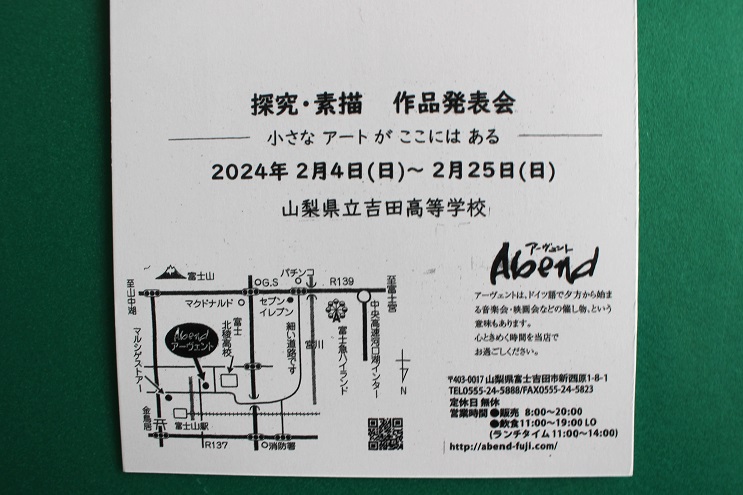 探究・素描　作品発表会
小さな アート が ここには ある
2024年 2月4日(日)～ 2月25日(日)
山梨県立吉田高等学校
アーヴェント
Abend
アーヴェントは、ドイツ語で夕方から始ま
る音楽会・映画会などの催し物、という
意味もあります。
心ときめく時間を当店で
お過ごしください。
〒403-0017 山梨県富士吉田市新西原1-8-1
TEL0555-24-5888/FAX0555-24-5823
定休日 無休
営業時間 ●販売 8:00～20:00
●飲食11:00～19:00 LO
(ランチタイム 11:00～14:00)
http://abend-fuji.com/
富士山
至山中湖
パチンコ
G.S
R139
至富士宮
マクドナルド
セブン
イレブン
富士
北稜高校
細い道路です
宮川
富士急ハイランド
中央高速河口湖インター
Abend
アーヴェント
マルシゲストアー
N
金鳥居
富士山駅
R137
消防署